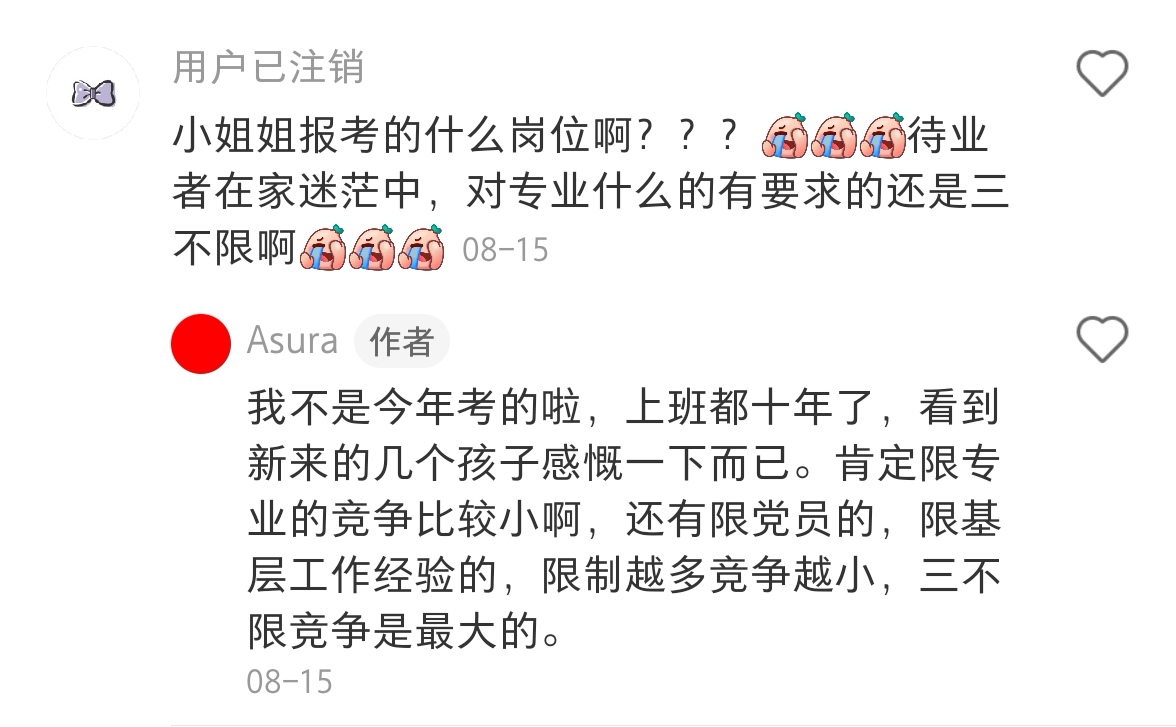 用户已注销
小姐姐报考的什么岗位啊？？？待业
者在家迷茫中，对专业什么的有要求的还是三
不限啊 08-15
Asura 作者
我不是今年考的啦，上班都十年了，看到
新来的几个孩子感慨一下而已。肯定限专
业的竞争比较小啊，还有限党员的，限基
层工作经验的，限制越多竞争越小，三不
限竞争是最大的。
08-15